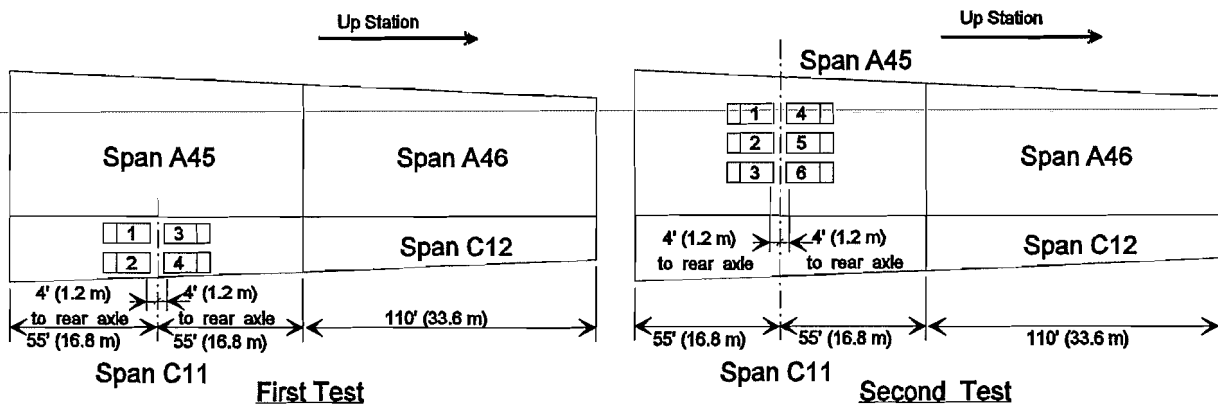 Up Station
Span A45
Span A46
1 3
2 4
Span C12
4' (1.2 m) 4' (1.2 m)
to rear axle to rear axle
55' (16.8 m) 55' (16.8 m) 110' (33.6 m)
Span C11
First Test
Up Station
Span A45
1 4
2 5
3 6
Span A46
4' (1.2 m) 4' (1.2 m)
to rear axle to rear axle
Span C12
55' (16.8 m) 55' (16.8 m) 110' (33.6 m)
Span C11
Second Test